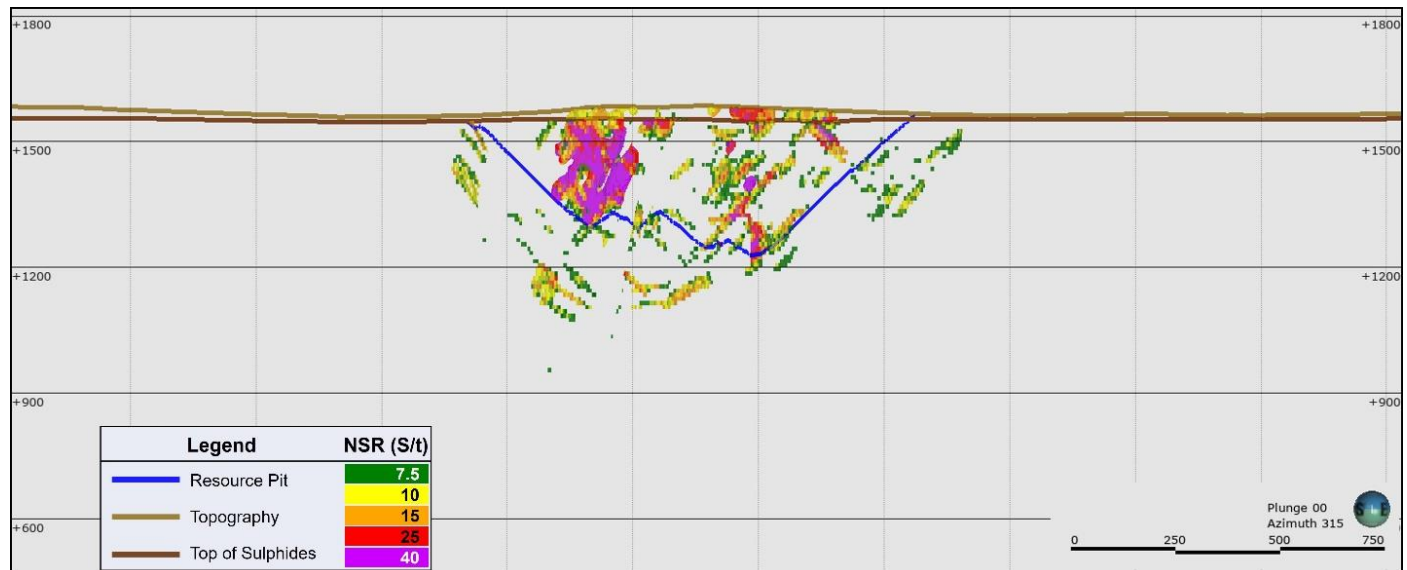 +1800 +1800
+1500 +1500
+1200 +1200
+900 +900
Legend NSR (S/t)
Resource Pit 7.5
10
Topography 15
25
Top of Sulphides 40
+600
Plunge 00
Azimuth 315
S E
0 250 500 750